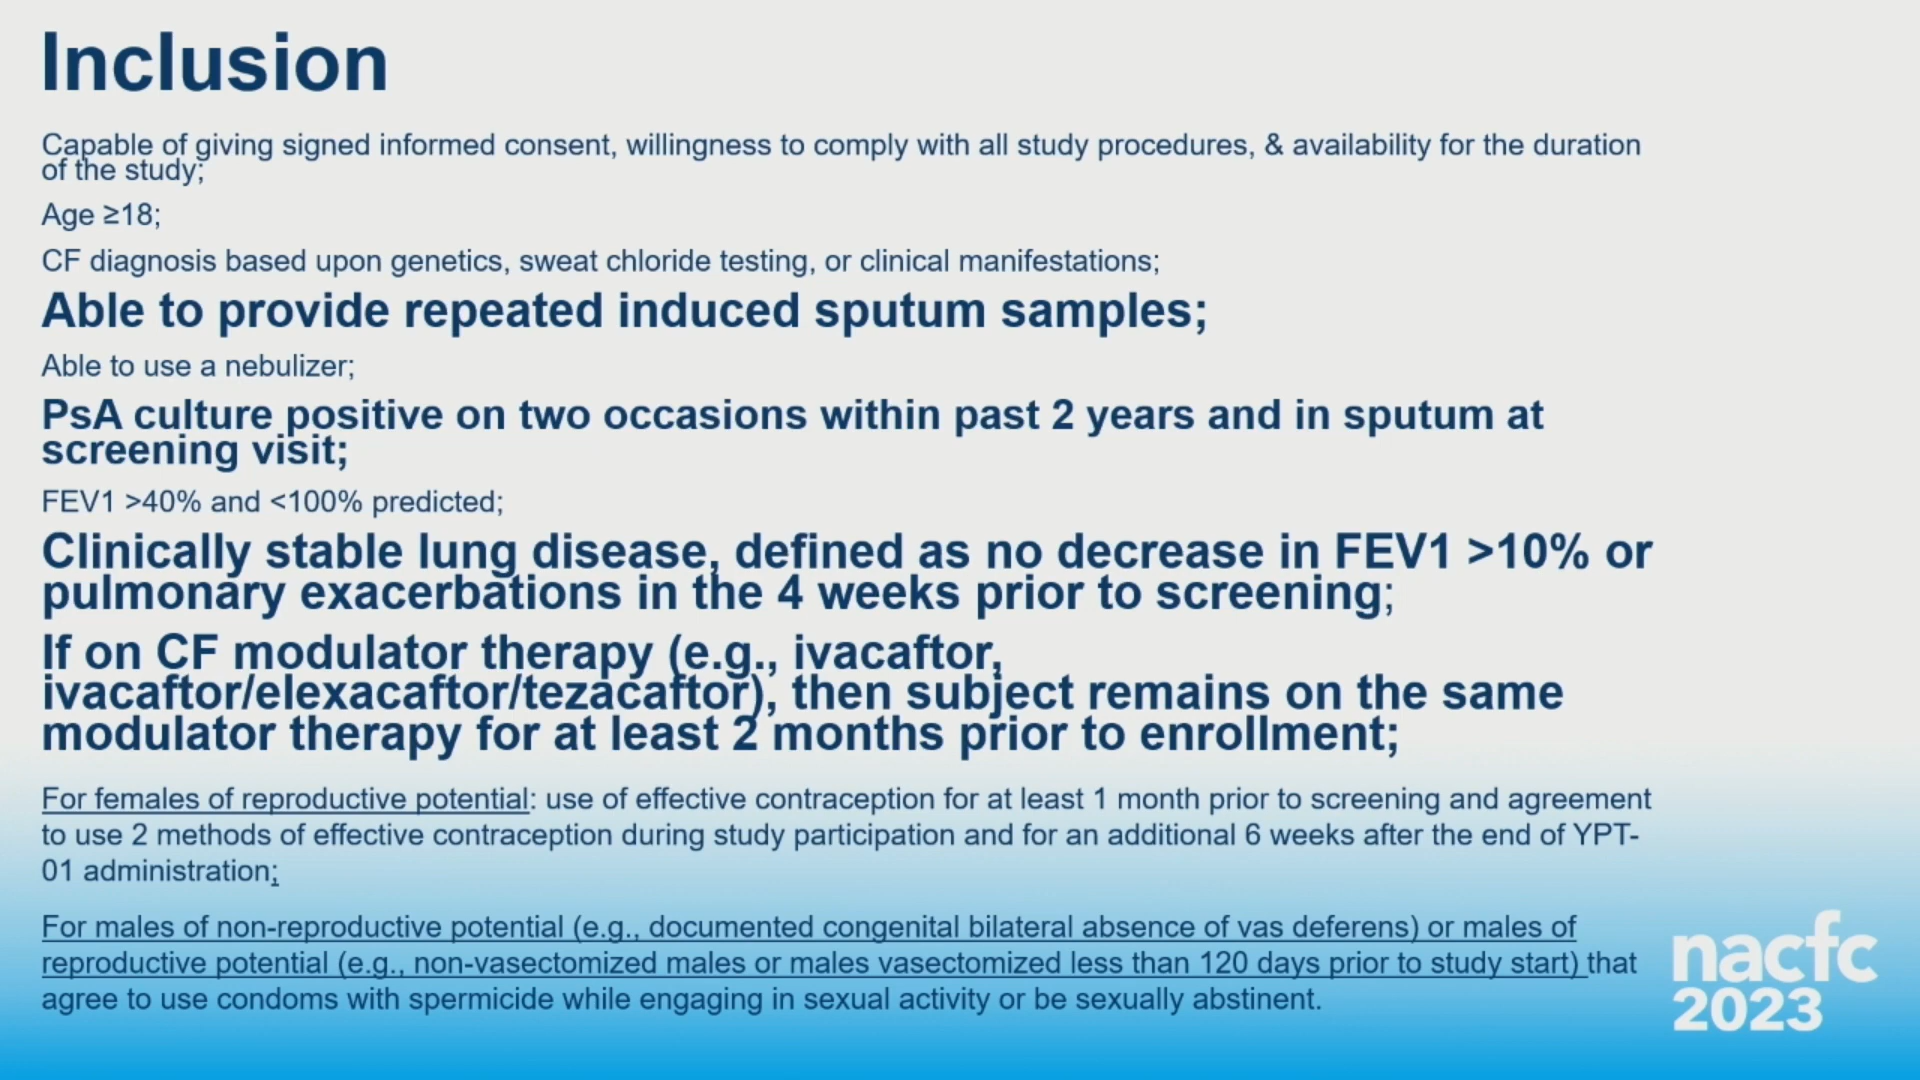 Inclusion
Capable of giving signed informed consent, willingness to comply with all study procedures, & availability for the duration
of the study;
Age ≥18;
CF diagnosis based upon genetics, sweat chloride testing, or clinical manifestations;
Able to provide repeated induced sputum samples;
Able to use a nebulizer;
PsA culture positive on two occasions within past 2 years and in sputum at
screening visit;
FEV1 >40% and <100% predicted;
Clinically stable lung disease, defined as no decrease in FEV1 >10% or
pulmonary exacerbations in the 4 weeks prior to screening;
If on CF modulator therapy (e.g., ivacaftor,
ivacaftor/elexacaftor/tezacaftor), then subject remains on the same
modulator therapy for at least 2 months prior to enrollment;
For females of reproductive potential: use of effective contraception for at least 1 month prior to screening and agreement
to use 2 methods of effective contraception during study participation and for an additional 6 weeks after the end of YPT-
01 administration;
For males of non-reproductive potential (e.g., documented congenital bilateral absence of vas deferens) or males of
reproductive potential (e.g., non-vasectomized males or males vasectomized less than 120 days prior to study start) that
agree to use condoms with spermicide while engaging in sexual activity or be sexually abstinent.
nacfc
2023